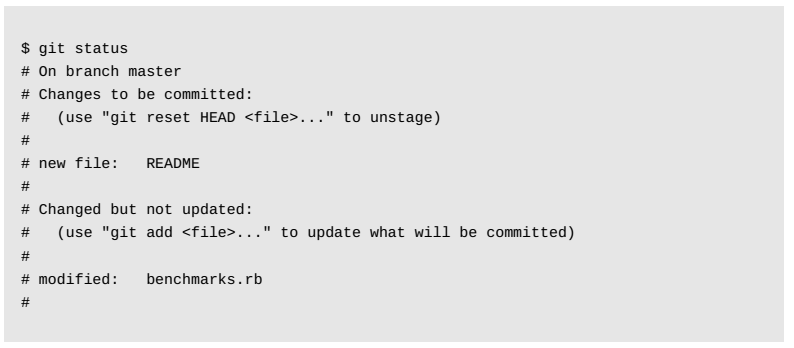 $ git status
# On branch master
# Changes to be committed:
#   (use "git reset HEAD <file>..." to unstage)
#
# new file:   README
#
# Changed but not updated:
#   (use "git add <file>..." to update what will be committed)
#
# modified:   benchmarks.rb
#